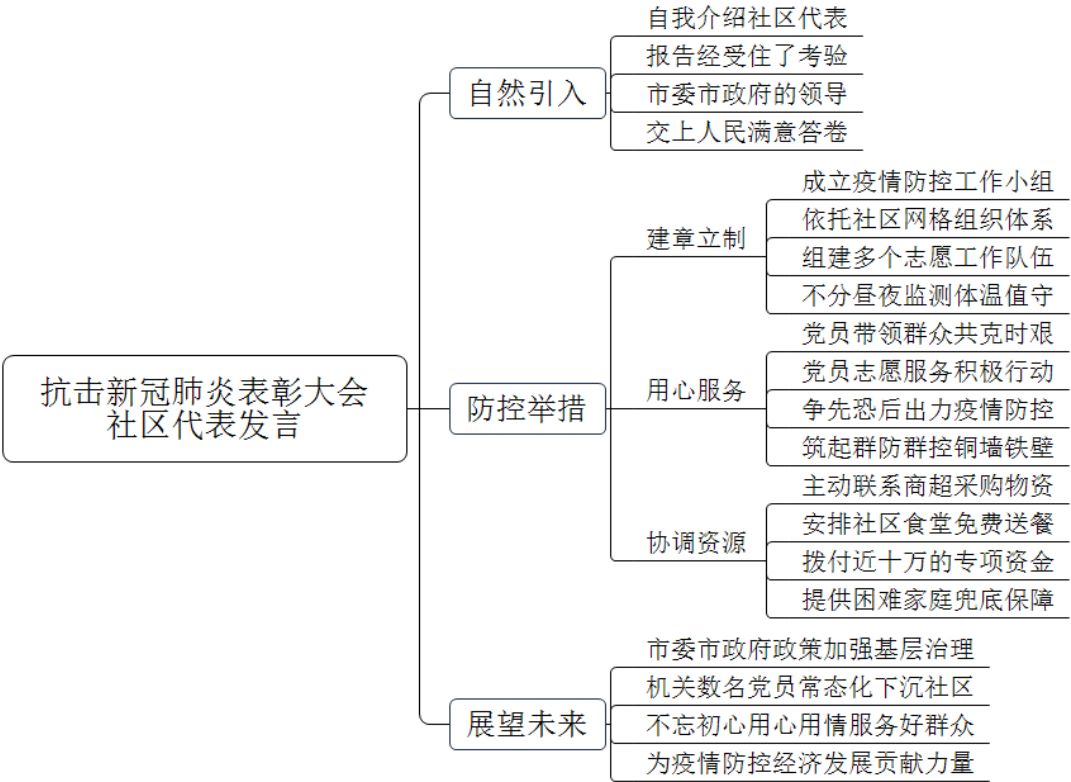 抗击新冠肺炎表彰大会
社区代表发言
自然引入
自我介绍社区代表
报告经受住了考验
市委市政府的领导
交上人民满意答卷
防控举措
建章立制
成立疫情防控工作小组
依托社区网格组织体系
组建多个志愿工作队伍
不分昼夜监测体温值守
用心服务
党员带领群众共克时艰
党员志愿服务积极行动
争先恐后出力疫情防控
筑起群防群控铜墙铁壁
协调资源
主动联系商超采购物资
安排社区食堂免费送餐
拨付近十万的专项资金
提供困难家庭兜底保障
展望未来
市委市政府政策加强基层治理
机关数名党员常态化下沉社区
不忘初心用心用情服务好群众
为疫情防控经济发展贡献力量